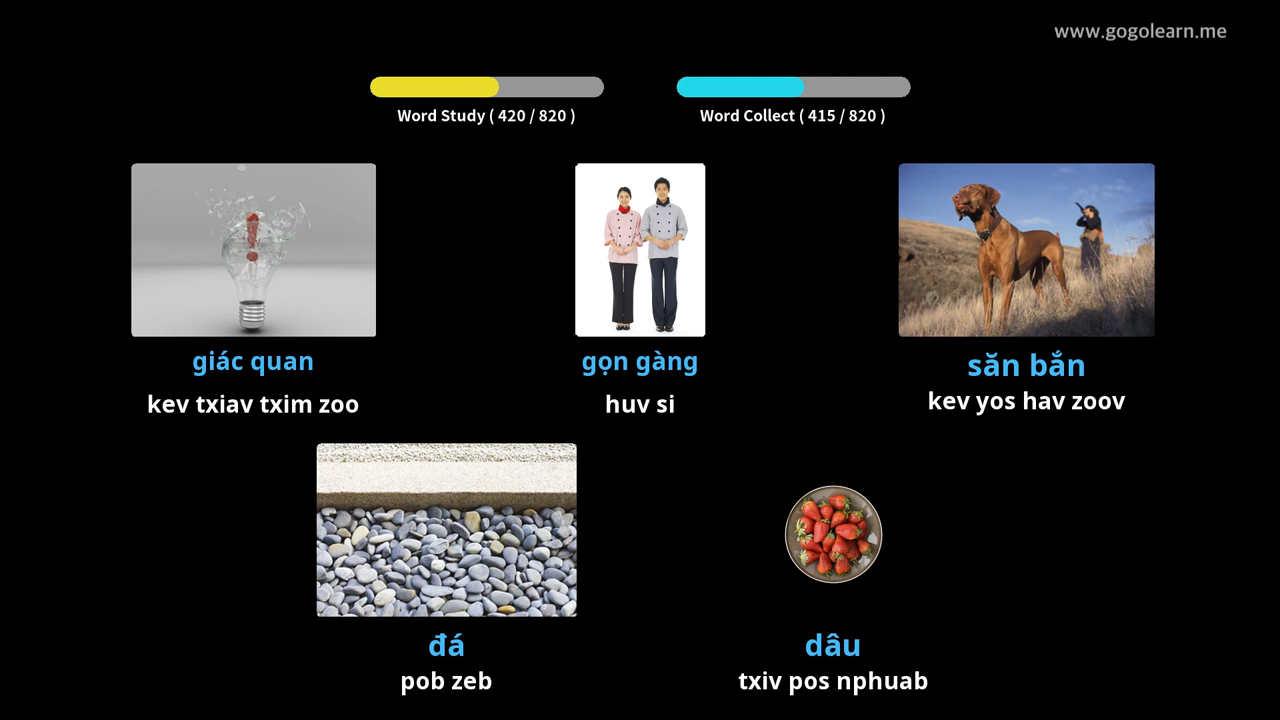 www.gogolearn.me
Word Study ( 420 / 820 )
Word Collect ( 415 / 820 )
giác quan
kev txiav txim zoo
gọn gàng
huv si
săn bắn
kev yos hav zoov
đá
pob zeb
dâu
txiv pos nphuab